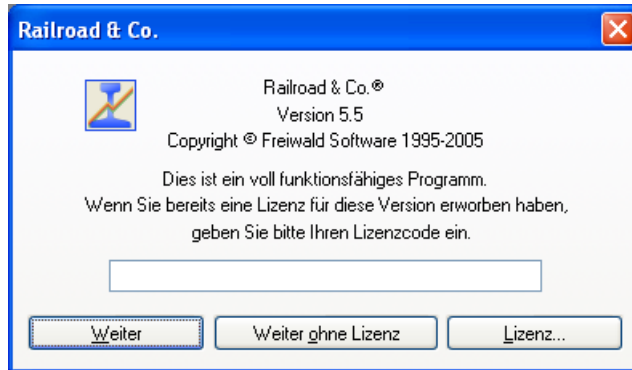 Railroad & Co.
Railroad & Co.®
Version 5.5
Copyright © Freiwald Software 1995-2005
Dies ist ein voll funktionsfähiges Programm.
Wenn Sie bereits eine Lizenz für diese Version erworben haben,
geben Sie bitte Ihren Lizenzcode ein.
Weiter
Weiter ohne Lizenz
Lizenz...